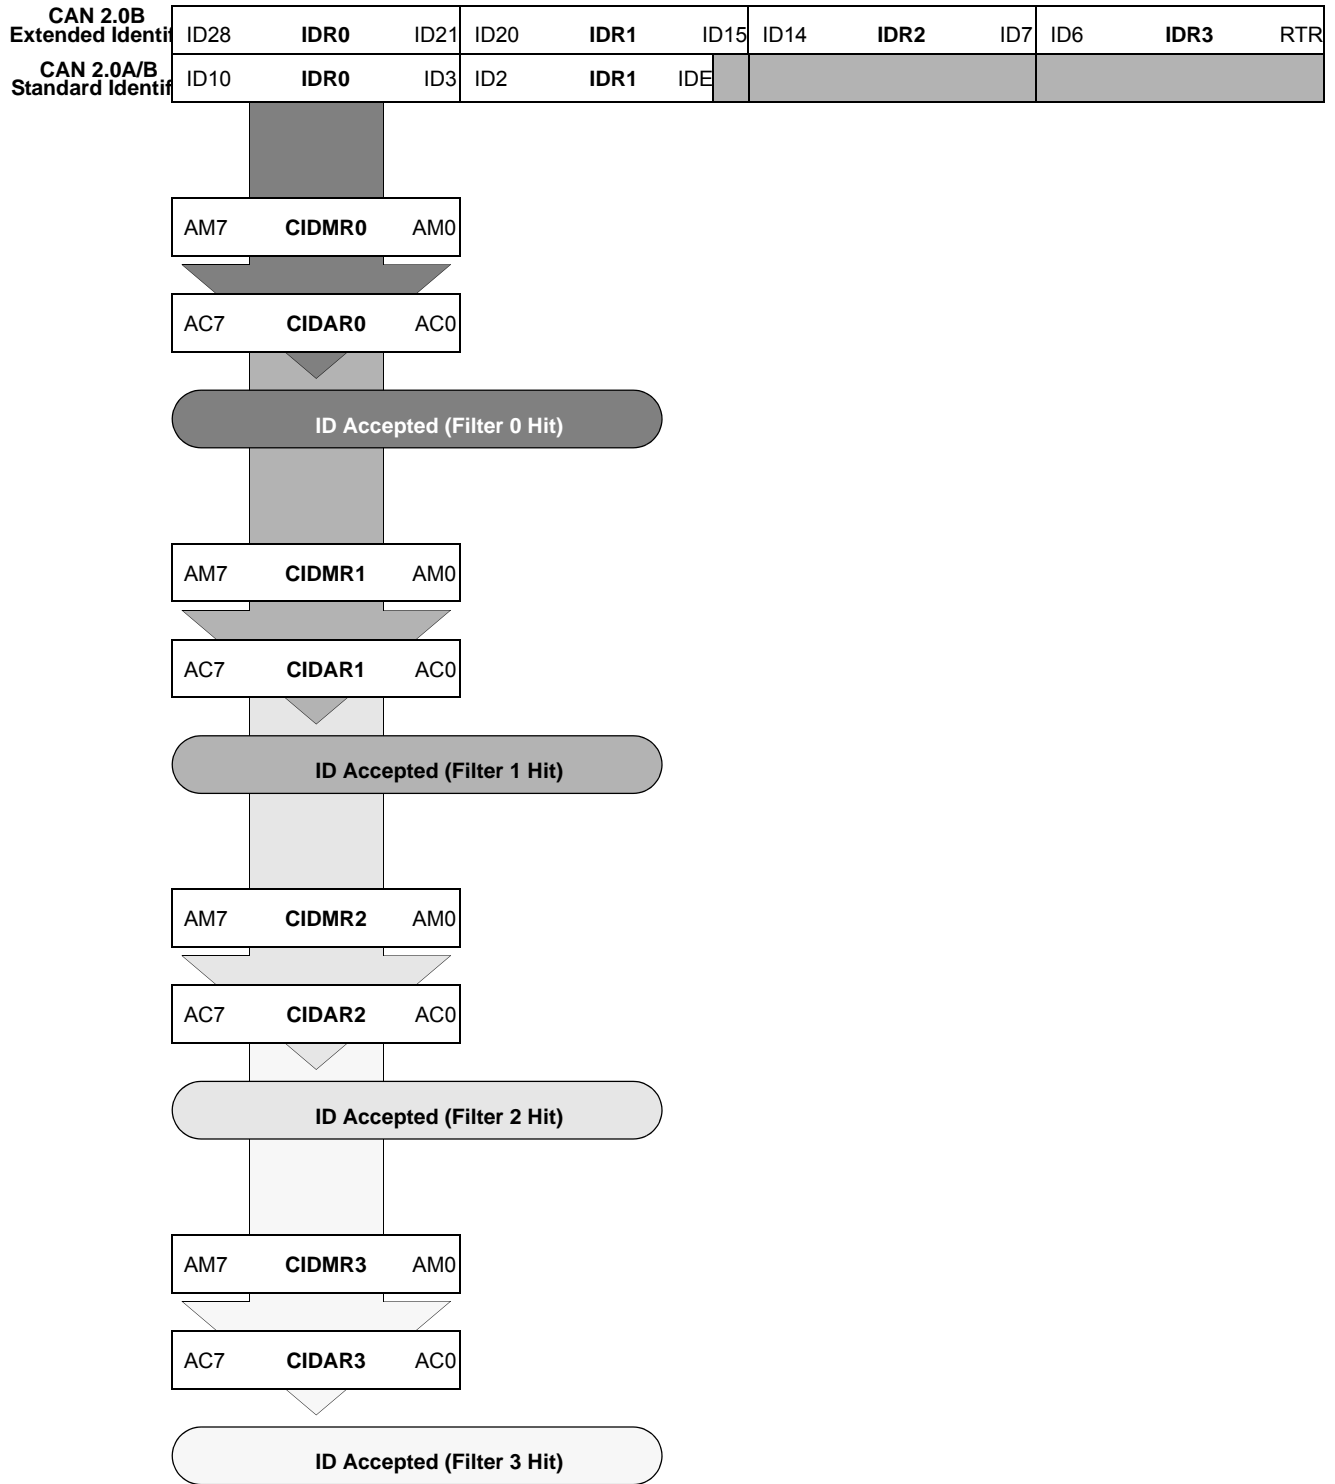 CAN 2.0B
Extended Identif
ID28 IDR0 ID21 ID20 IDR1 ID15 ID14 IDR2 ID7 ID6 IDR3 RTR
CAN 2.0A/B
Standard Identif
ID10 IDR0 ID3 ID2 IDR1 IDE
AM7 CIDMR0 AM0
AC7 CIDAR0 AC0
ID Accepted (Filter 0 Hit)
AM7 CIDMR1 AM0
AC7 CIDAR1 AC0
ID Accepted (Filter 1 Hit)
AM7 CIDMR2 AM0
AC7 CIDAR2 AC0
ID Accepted (Filter 2 Hit)
AM7 CIDMR3 AM0
AC7 CIDAR3 AC0
ID Accepted (Filter 3 Hit)